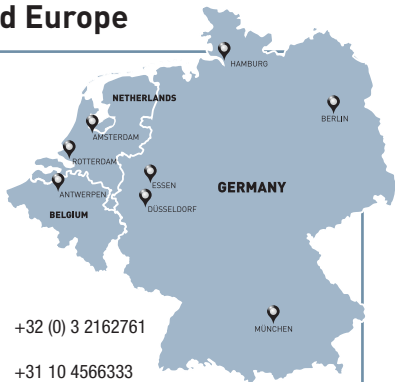 d Europe
HAMBURG
NETHERLANDS
BERLIN
AMSTERDAM
ROTTERDAM
ESSEN
ANTWERPEN
GERMANY
DÜSSELDORF
BELGIUM
+32 (0) 3 2162761
MÜNCHEN
+31 10 4566333